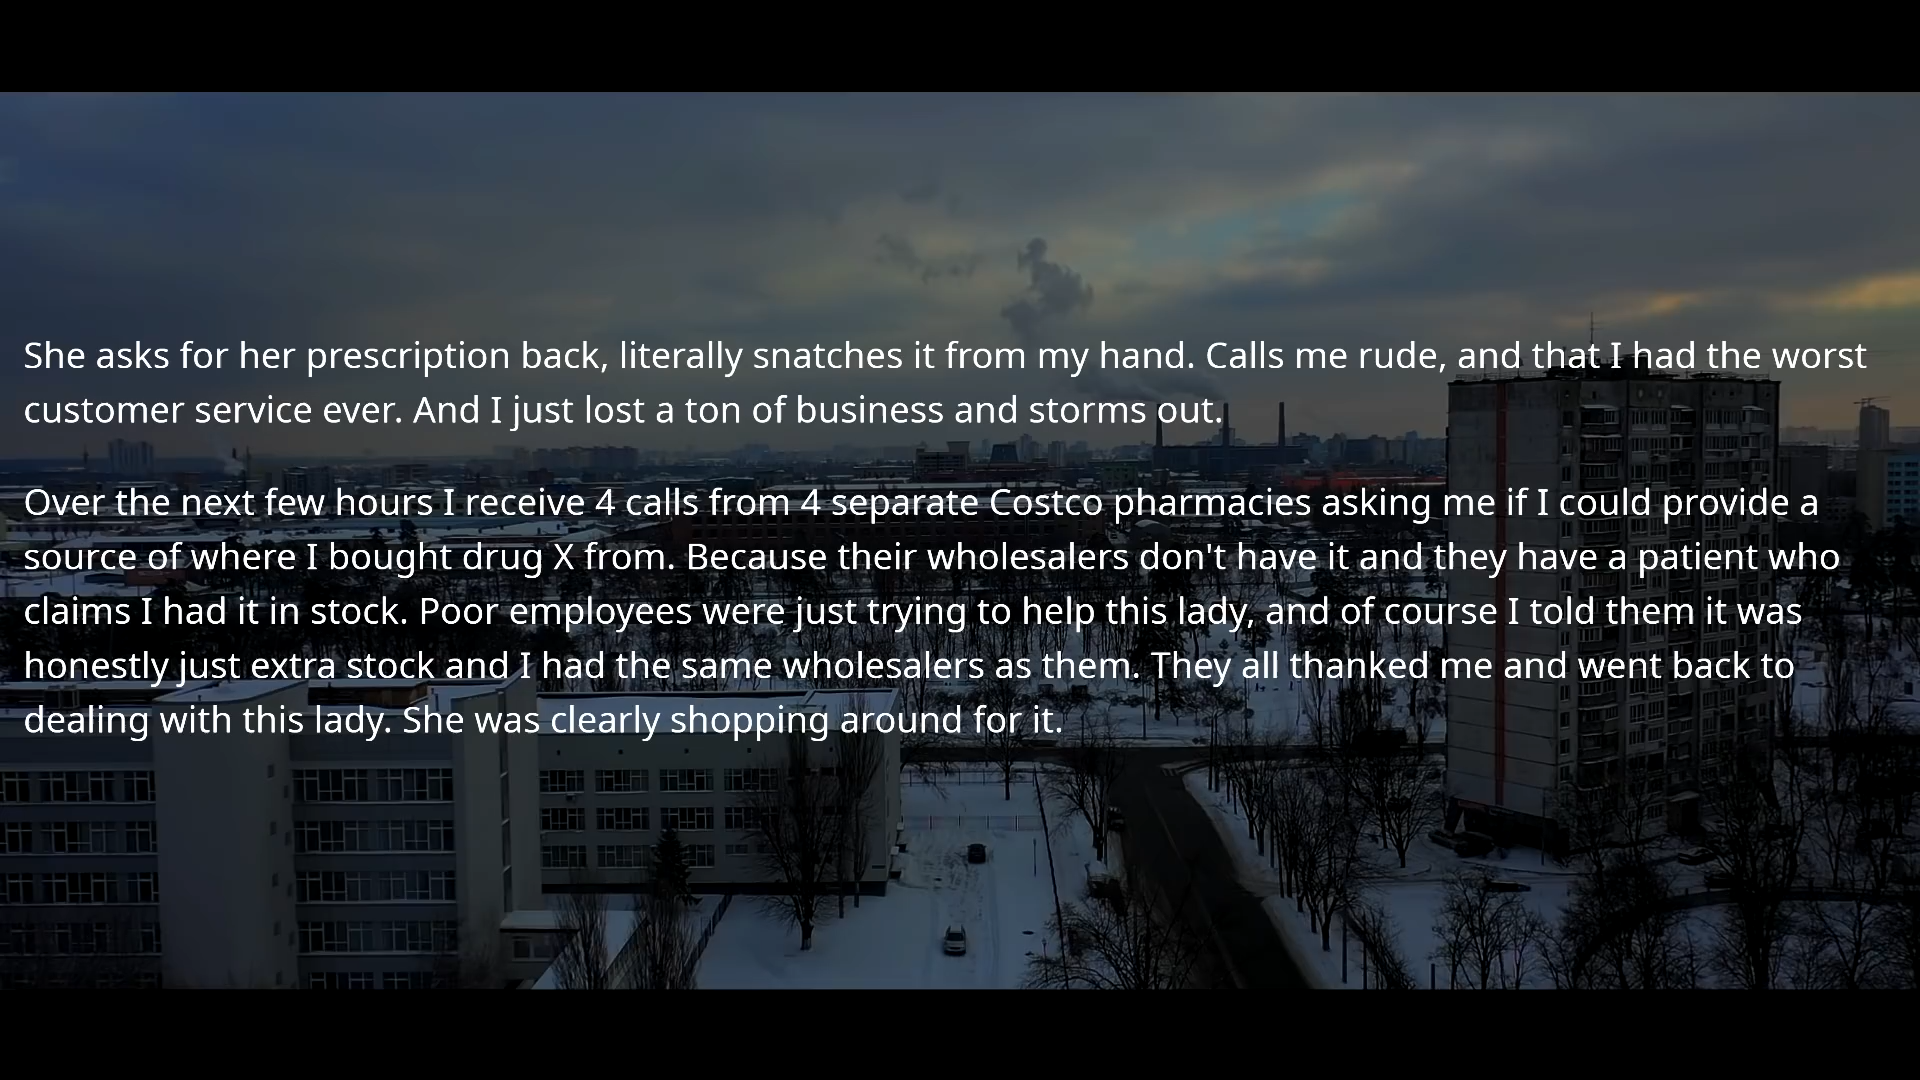 She asks for her prescription back, literally snatches it from my hand. Calls me rude, and that I had the worst
customer service ever. And I just lost a ton of business and storms out.
Over the next few hours I receive 4 calls from 4 separate Costco pharmacies asking me if I could provide a
source of where I bought drug X from. Because their wholesalers don't have it and they have a patient who
claims I had it in stock. Poor employees were just trying to help this lady, and of course I told them it was
honestly just extra stock and I had the same wholesalers as them. They all thanked me and went back to
dealing with this lady. She was clearly shopping around for it.